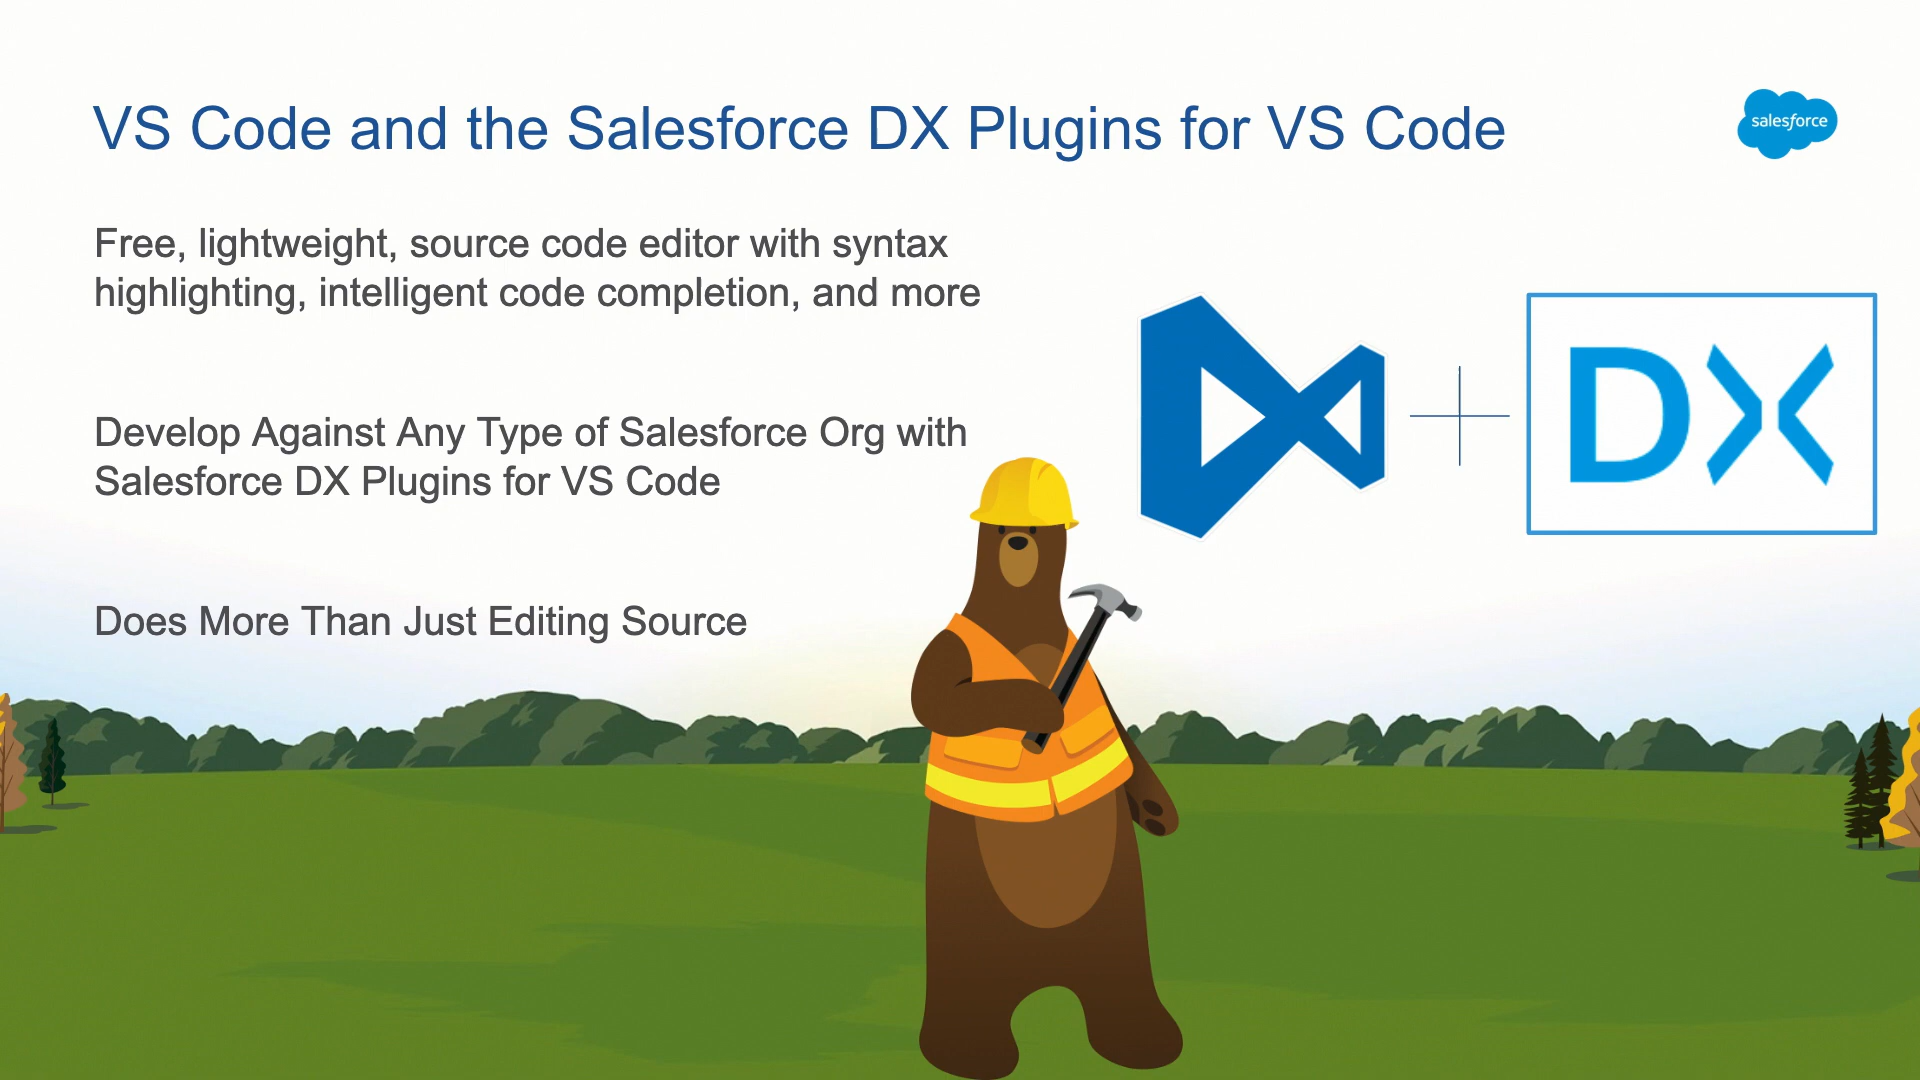 VS Code and the Salesforce DX Plugins for VS Code
salesforce
Free, lightweight, source code editor with syntax
highlighting, intelligent code completion, and more
DX
Develop Against Any Type of Salesforce Org with
Salesforce DX Plugins for VS Code
Does More Than Just Editing Source